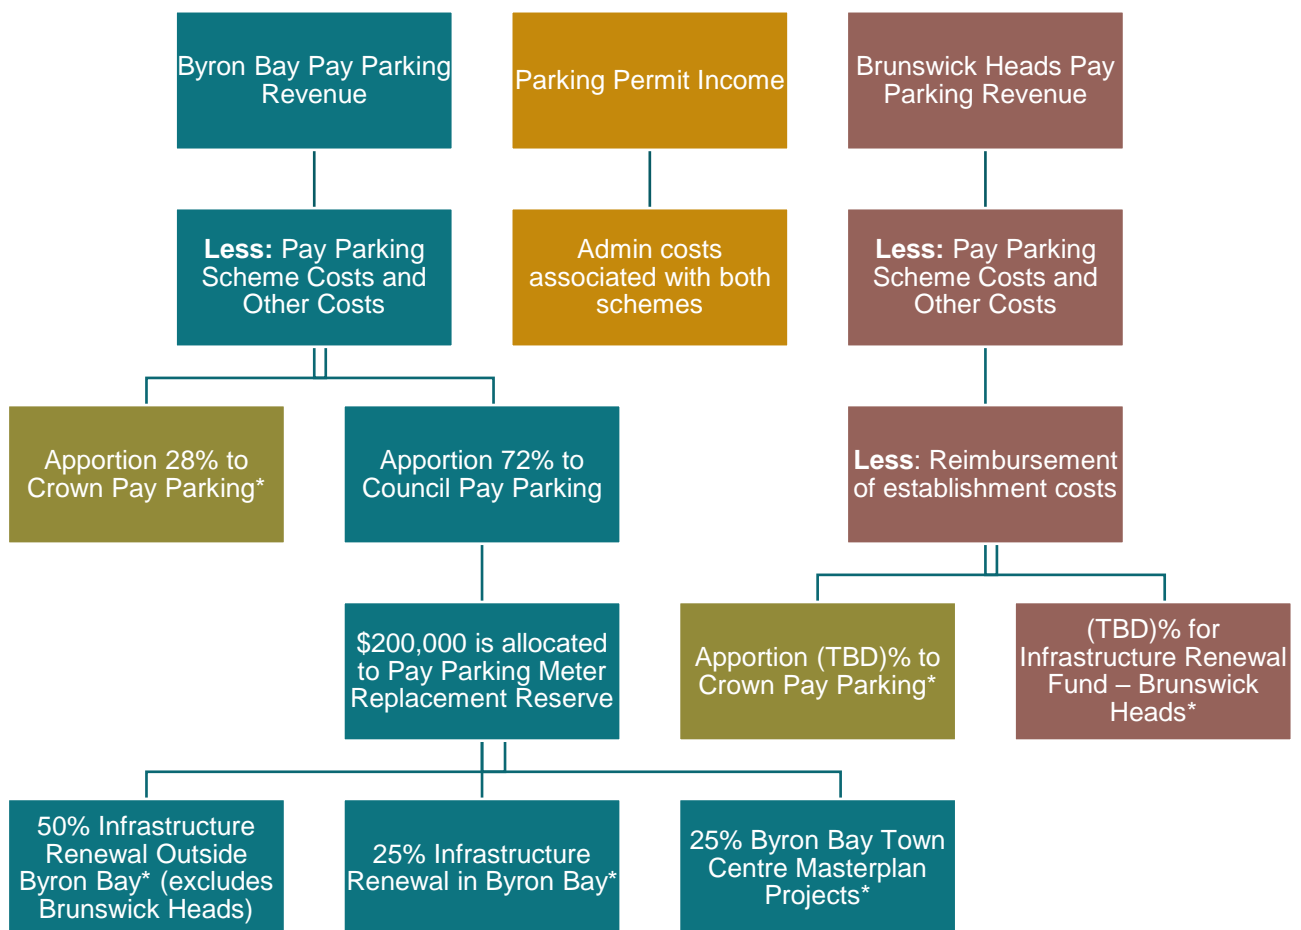 Byron Bay Pay Parking
Revenue
Parking Permit Income
Brunswick Heads Pay
Parking Revenue
Less: Pay Parking
Scheme Costs and
Other Costs
Admin costs
associated with both
schemes
Less: Pay Parking
Scheme Costs and
Other Costs
Apportion 28% to
Crown Pay Parking*
Apportion 72% to
Council Pay Parking
Less: Reimbursement
of establishment costs
$200,000 is allocated
to Pay Parking Meter
Replacement Reserve
Apportion (TBD)% to
Crown Pay Parking*
(TBD)% for
Infrastructure Renewal
Fund – Brunswick
Heads*
50% Infrastructure
Renewal Outside
Byron Bay* (excludes
Brunswick Heads)
25% Infrastructure
Renewal in Byron Bay*
25% Byron Bay Town
Centre Masterplan
Projects*